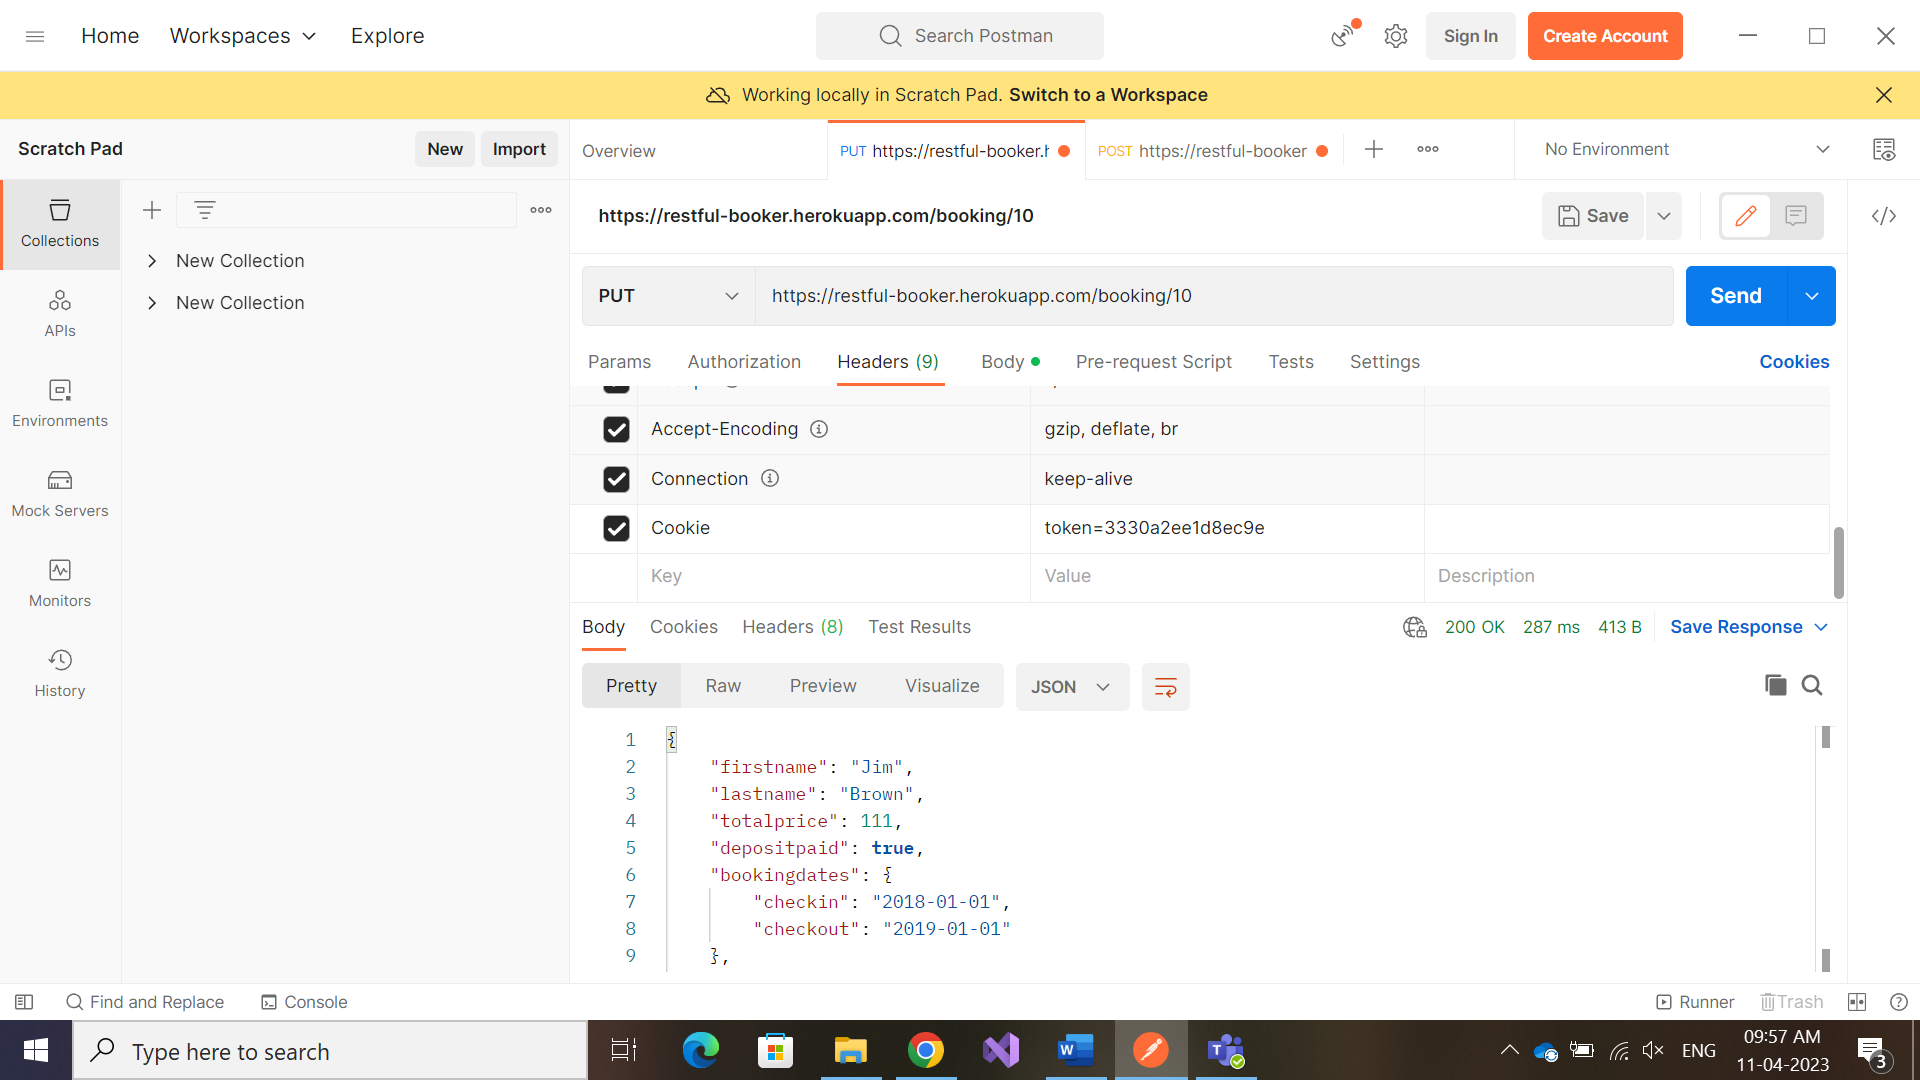 Home Workspaces Explore Search Postman Sign In Create Account
Working locally in Scratch Pad. Switch to a Workspace
Scratch Pad New Import Overview PUT https://restful-booker.h POST https://restful-booker No Environment
https://restful-booker.herokuapp.com/booking/10 Save
Collections
New Collection
New Collection
APIs
Environments
Mock Servers
Monitors
History
PUT https://restful-booker.herokuapp.com/booking/10 Send
Params Authorization Headers (9) Body Pre-request Script Tests Settings Cookies
Accept-Encoding gzip, deflate, br
Connection keep-alive
Cookie token=3330a2ee1d8ec9e
Key Value Description
Body Cookies Headers (8) Test Results 200 OK 287 ms 413 B Save Response
Pretty Raw Preview Visualize JSON
1 {
2 "firstname": "Jim",
3 "lastname": "Brown",
4 "totalprice": 111,
5 "depositpaid": true,
6 "bookingdates": {
7 "checkin": "2018-01-01",
8 "checkout": "2019-01-01"
9 },
Find and Replace Console Runner Trash
Type here to search ENG 09:57 AM
11-04-2023 3